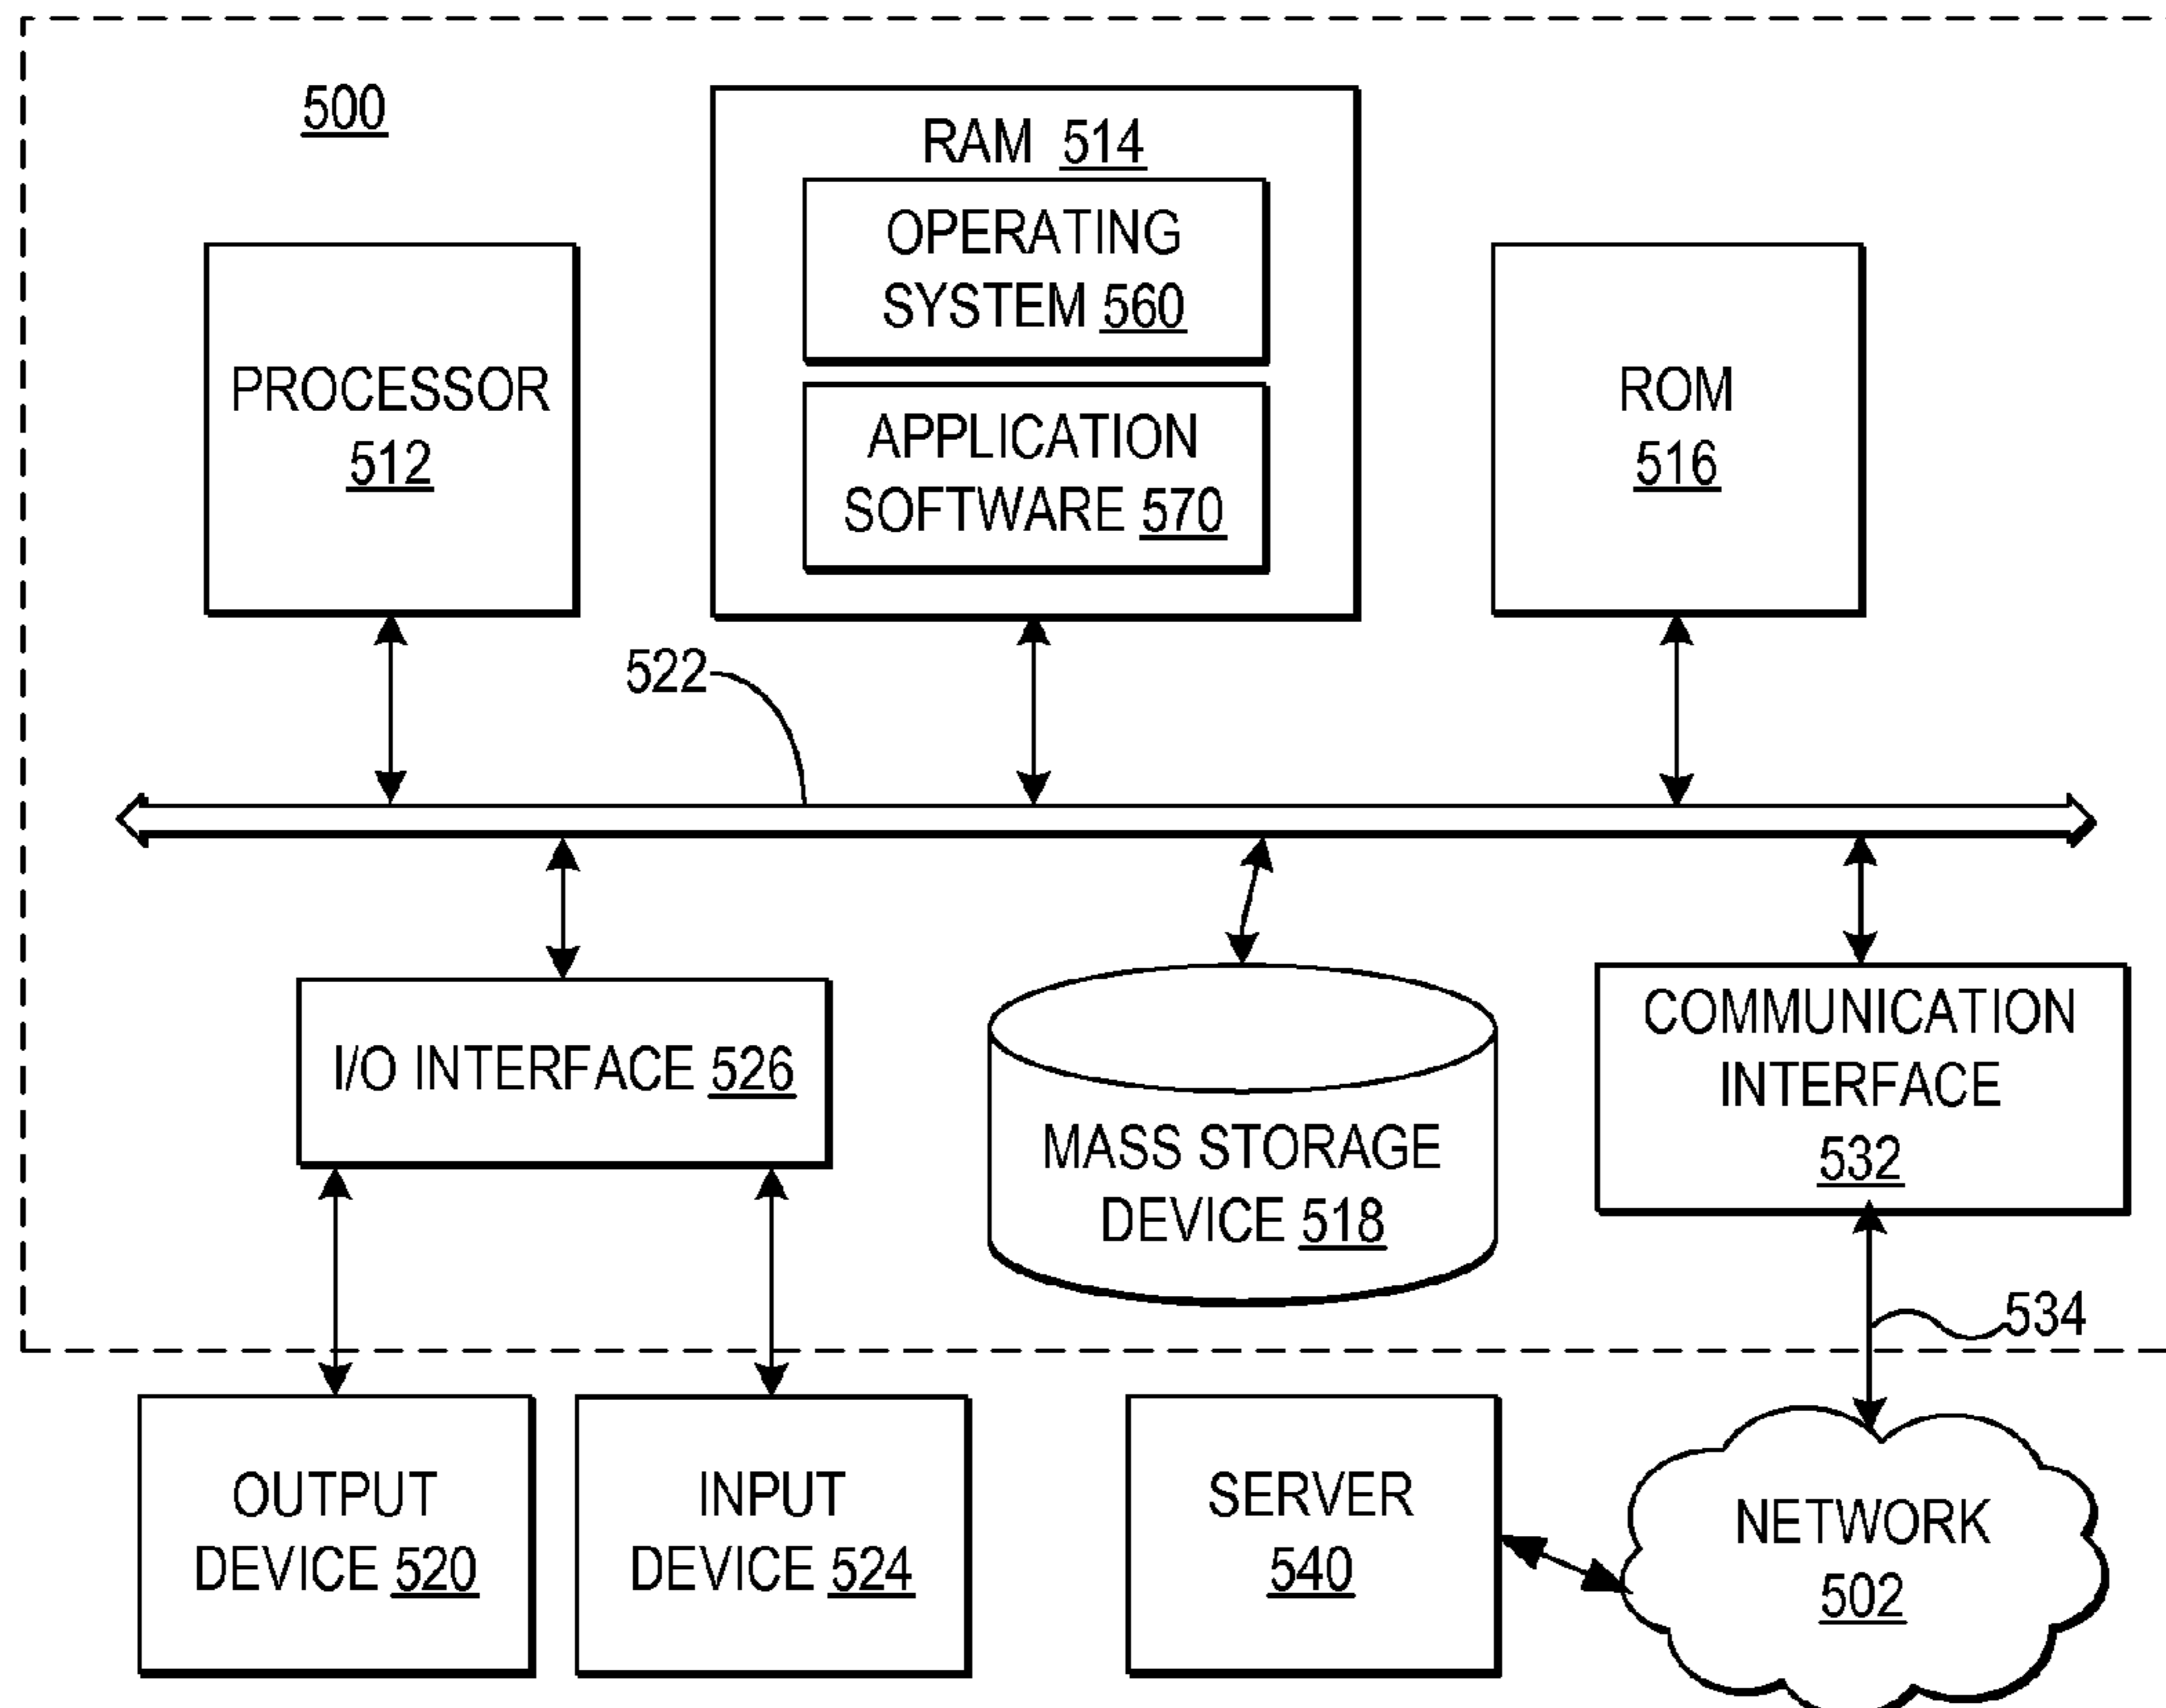 500
RAM 514
OPERATING
SYSTEM 560
APPLICATION
SOFTWARE 570
PROCESSOR
512
ROM
516
522
I/O INTERFACE 526
MASS STORAGE
DEVICE 518
COMMUNICATION
INTERFACE
532
534
OUTPUT
DEVICE 520
INPUT
DEVICE 524
SERVER
540
NETWORK
502